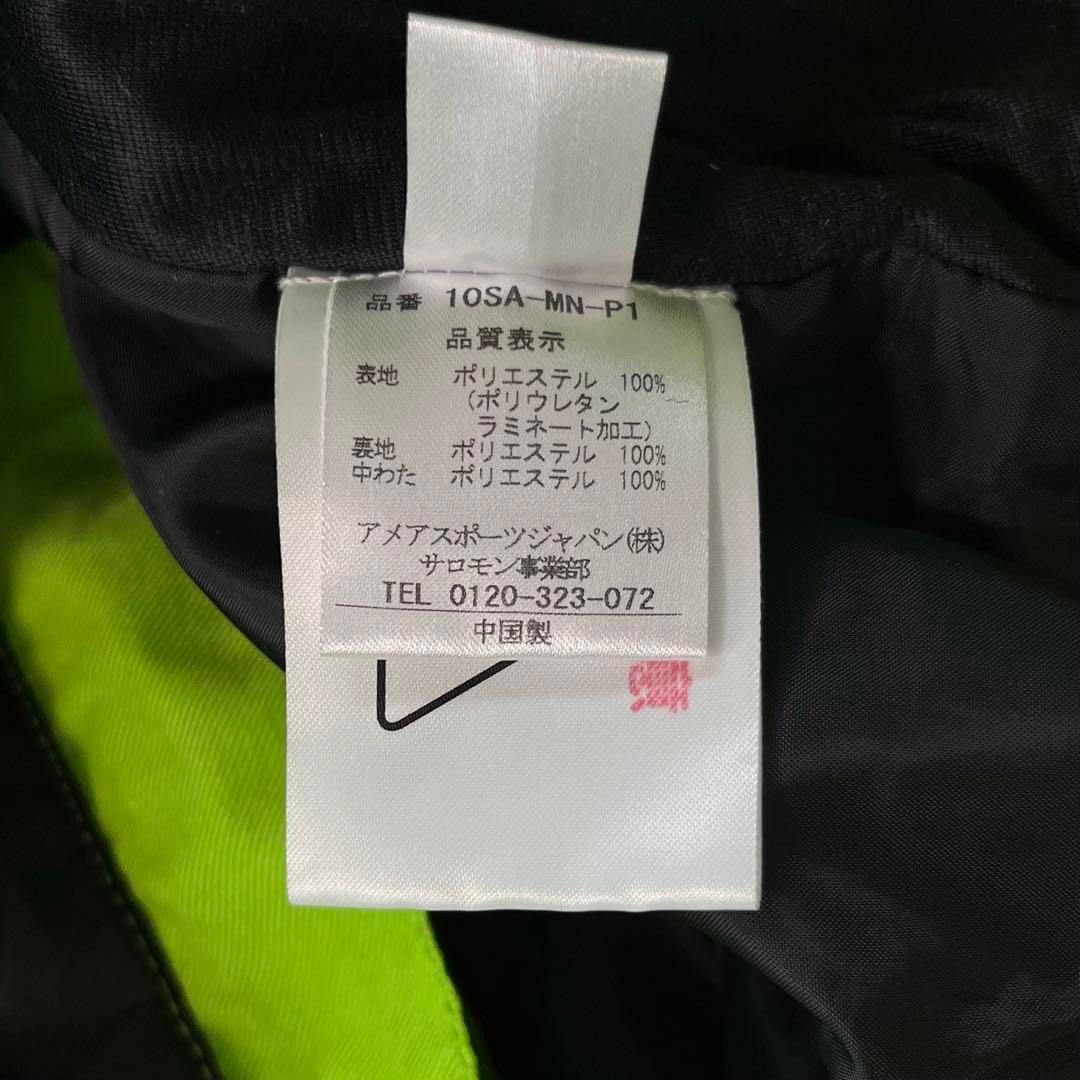 品番 10SA-MN-P1
品質表示
表地 ポリエステル 100%
(ポリウレタン
ラミネート加工)
裏地 ポリエステル 100%
中わた ポリエステル 100%
アメアスポーツジャパン(株)
サロモン事業部
TEL 0120-323-072
中国製